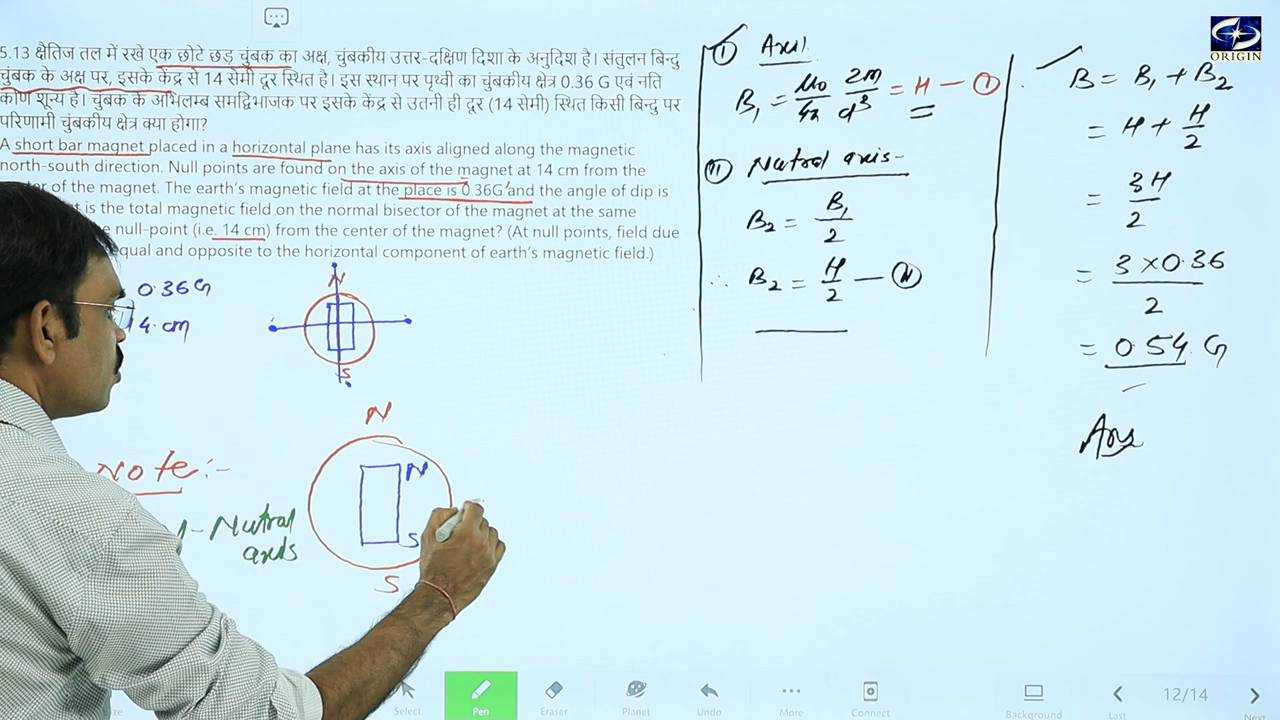 ORIGIN
5.13 क्षैतिज तल में रखे एक छोटे छड़ चुंबक का अक्ष, चुंबकीय उत्तर-दक्षिण दिशा के अनुदिश है। संतुलन बिन्दु
चुंबक के अक्ष पर, इसके केंद्र से 14 सेमी दूर स्थित है। इस स्थान पर पृथ्वी का चुंबकीय क्षेत्र 0.36 G एवं नति
कोण शून्य है। चुंबक के अभिलम्ब समद्विभाजक पर इसके केंद्र से उतनी ही दूर (14 सेमी) स्थित किसी बिन्दु पर
परिणामी चुंबकीय क्षेत्र क्या होगा?
A short bar magnet placed in a horizontal plane has its axis aligned along the magnetic
north-south direction. Null points are found on the axis of the magnet at 14 cm from the
of the magnet. The earth's magnetic field at the place is 0.36G and the angle of dip is
is the total magnetic field on the normal bisector of the magnet at the same
null-point (i.e. 14 cm) from the center of the magnet? (At null points, field due
equal and opposite to the horizontal component of earth's magnetic field.)
0.36 G
14 cm
N
S
Note:-
Nutral
axis
N
N
S
S
① Axial
B₁ = μ₀/4π 2m/d³ = H — ①
② Natral axis-
B₂ = B₁/2
∴ B₂ = H/2 — ②
B = B₁ + B₂
= H + H/2
= 3H/2
= 3×0.36/2
= 0.54 G
Ans
Select Pen Eraser Planet Undo More Connect Background Last 12/14 Next